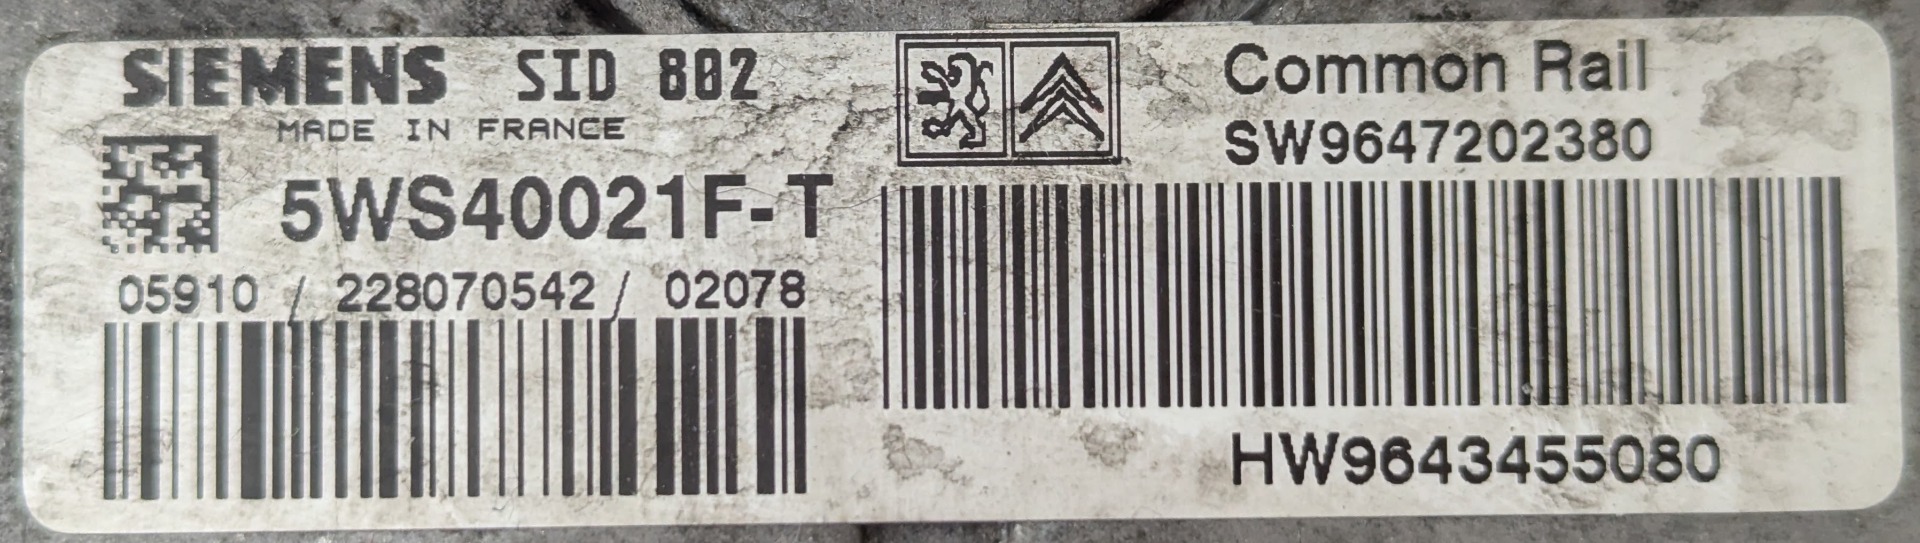 SIEMENS SID 802
MADE IN FRANCE
5WS40021F-T
05910 / 228070542 / 02078
Common Rail
SW9647202380
HW9643455080